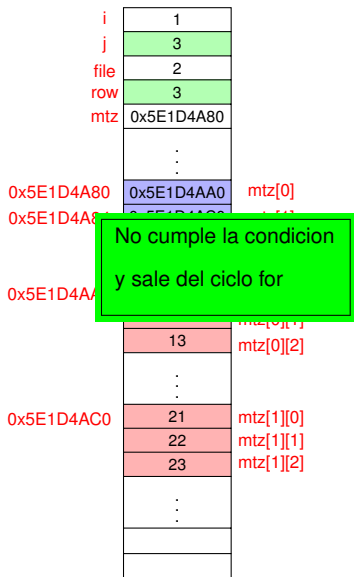 i 1
j 3
file 2
row 3
mtz 0x5E1D4A80
0x5E1D4A80 0x5E1D4AA0 mtz[0]
No cumple la condicion
y sale del ciclo for
13 mtz[0][2]
0x5E1D4AC0 21 mtz[1][0]
22 mtz[1][1]
23 mtz[1][2]